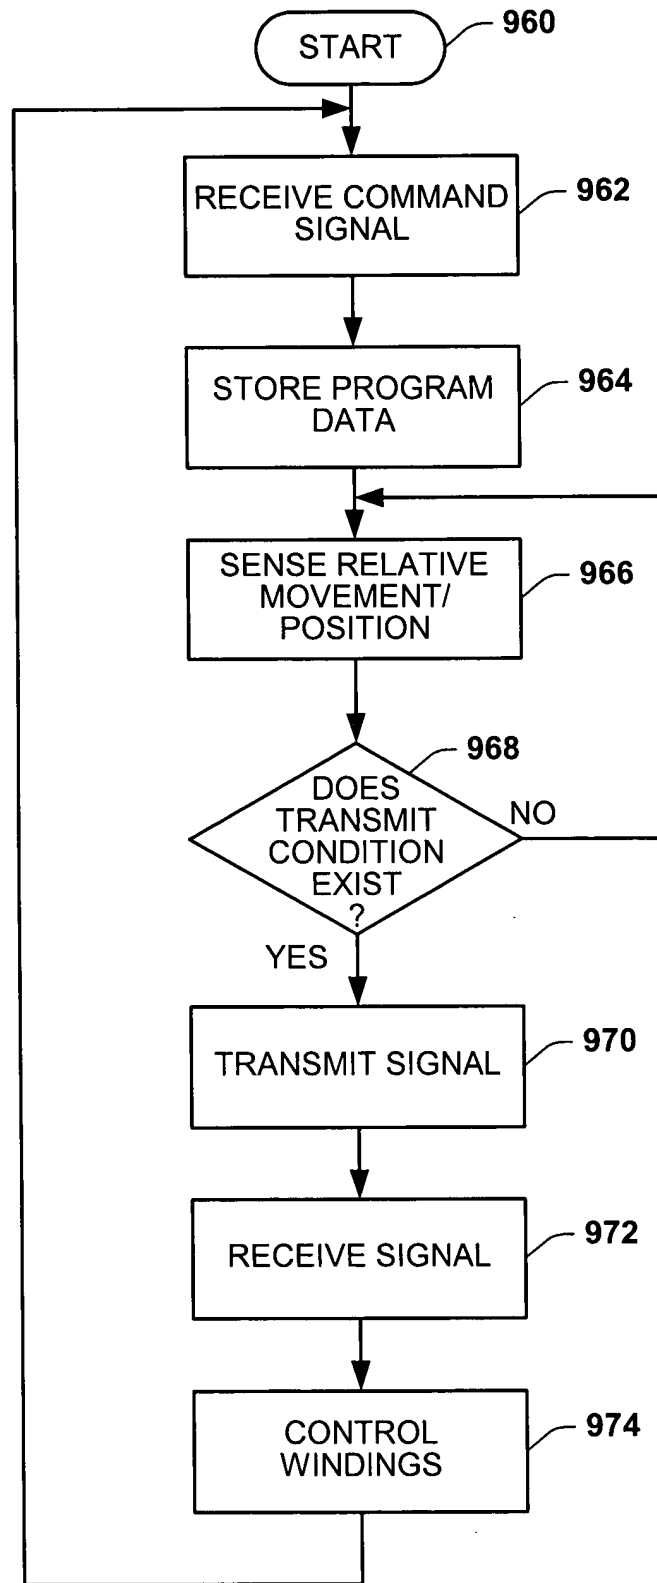 START
960
RECEIVE COMMAND
SIGNAL
962
STORE PROGRAM
DATA
964
SENSE RELATIVE
MOVEMENT/
POSITION
966
968
DOES
TRANSMIT
CONDITION
EXIST
?
NO
YES
TRANSMIT SIGNAL
970
RECEIVE SIGNAL
972
CONTROL
WINDINGS
974